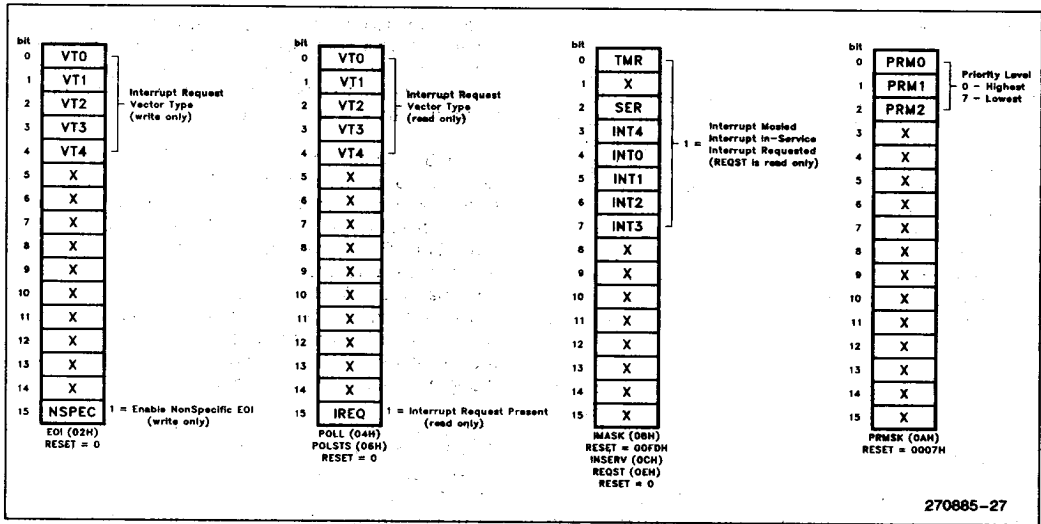 bit
0 VT0
1 VT1
2 VT2
3 VT3
4 VT4
5 X
6 X
7 X
8 X
9 X
10 X
11 X
12 X
13 X
14 X
15 NSPEC
Interrupt Request
Vector Type
(write only)
1 = Enable NonSpecific EOI
(write only)
EOI (02H)
RESET = 0
bit
0 VT0
1 VT1
2 VT2
3 VT3
4 VT4
5 X
6 X
7 X
8 X
9 X
10 X
11 X
12 X
13 X
14 X
15 IREQ
Interrupt Request
Vector Type
(read only)
1 = Interrupt Request Present
(read only)
POLL (04H)
POLSTS (06H)
RESET = 0
bit
0 TMR
1 X
2 SER
3 INT4
4 INT0
5 INT1
6 INT2
7 INT3
8 X
9 X
10 X
11 X
12 X
13 X
14 X
15 X
Interrupt Masked
1 = Interrupt In-Service
Interrupt Requested
(REQST is read only)
IMASK (08H)
RESET = 00FDH
INSERV (0CH)
REQST (0EH)
RESET = 0
bit
0 PRM0
1 PRM1
2 PRM2
3 X
4 X
5 X
6 X
7 X
8 X
9 X
10 X
11 X
12 X
13 X
14 X
15 X
Priority Level
0 - Highest
7 - Lowest
PRMSK (0AH)
RESET = 0007H
270885-27